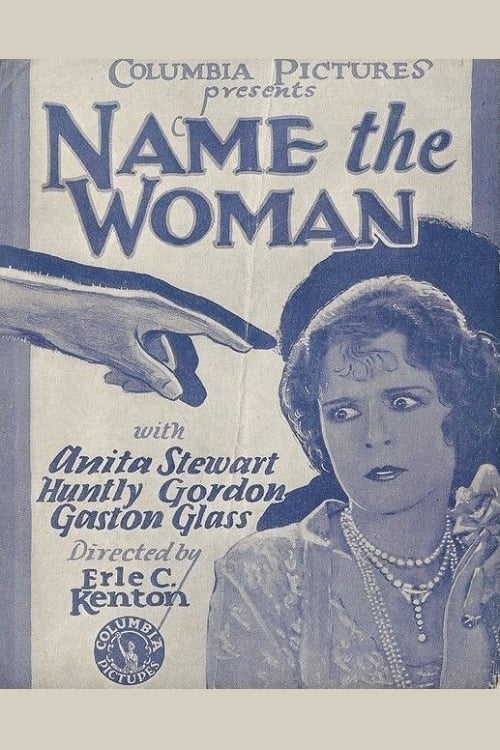 COLUMBIA PICTURES
presents
NAME the
WOMAN
with
Anita Stewart
Huntly Gordon
Gaston Glass
Directed by
Erle C.
Kenton
COLUMBIA
PICTURES